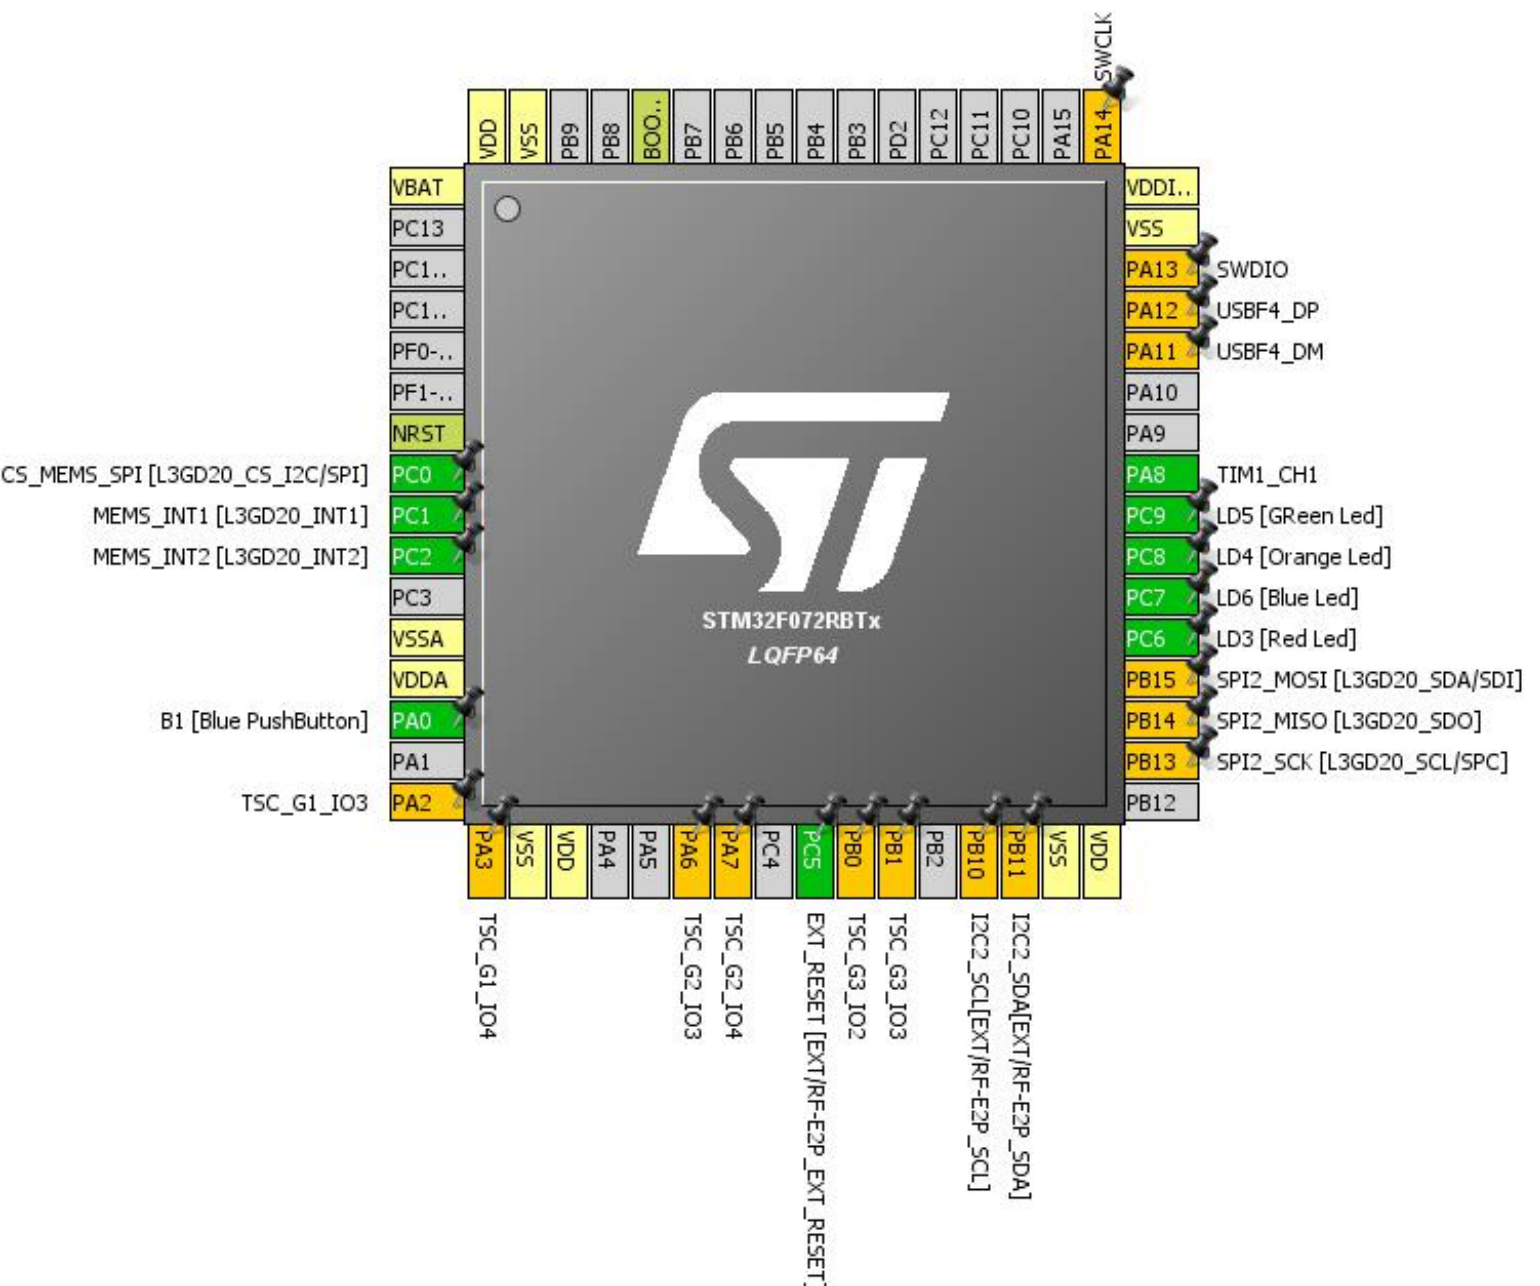 SWCLK
VDD
VSS
PB9
PB8
BOO..
PB7
PB6
PB5
PB4
PB3
PD2
PC12
PC11
PC10
PA15
PA14
VBAT
PC13
PC1..
PC1..
PF0-..
PF1-..
NRST
CS_MEMS_SPI [L3GD20_CS_I2C/SPI] PC0
MEMS_INT1 [L3GD20_INT1] PC1
MEMS_INT2 [L3GD20_INT2] PC2
PC3
VSSA
VDDA
B1 [Blue PushButton] PA0
PA1
TSC_G1_IO3 PA2
STM32F072RBTx
LQFP64
VDDI..
VSS
PA13 SWDIO
PA12 USBF4_DP
PA11 USBF4_DM
PA10
PA9
PA8 TIM1_CH1
PC9 LD5 [GReen Led]
PC8 LD4 [Orange Led]
PC7 LD6 [Blue Led]
PC6 LD3 [Red Led]
PB15 SPI2_MOSI [L3GD20_SDA/SDI]
PB14 SPI2_MISO [L3GD20_SDO]
PB13 SPI2_SCK [L3GD20_SCL/SPC]
PB12
PA3 TSC_G1_IO4
VSS
VDD
PA4
PA5
PA6 TSC_G2_IO3
PA7 TSC_G2_IO4
PC4
PC5 EXT_RESET [EXT/RF-E2P_EXT_RESET]
PB0 TSC_G3_IO2
PB1 TSC_G3_IO3
PB2
PB10 I2C2_SCL[EXT/RF-E2P_SCL]
PB11 I2C2_SDA[EXT/RF-E2P_SDA]
VSS
VDD